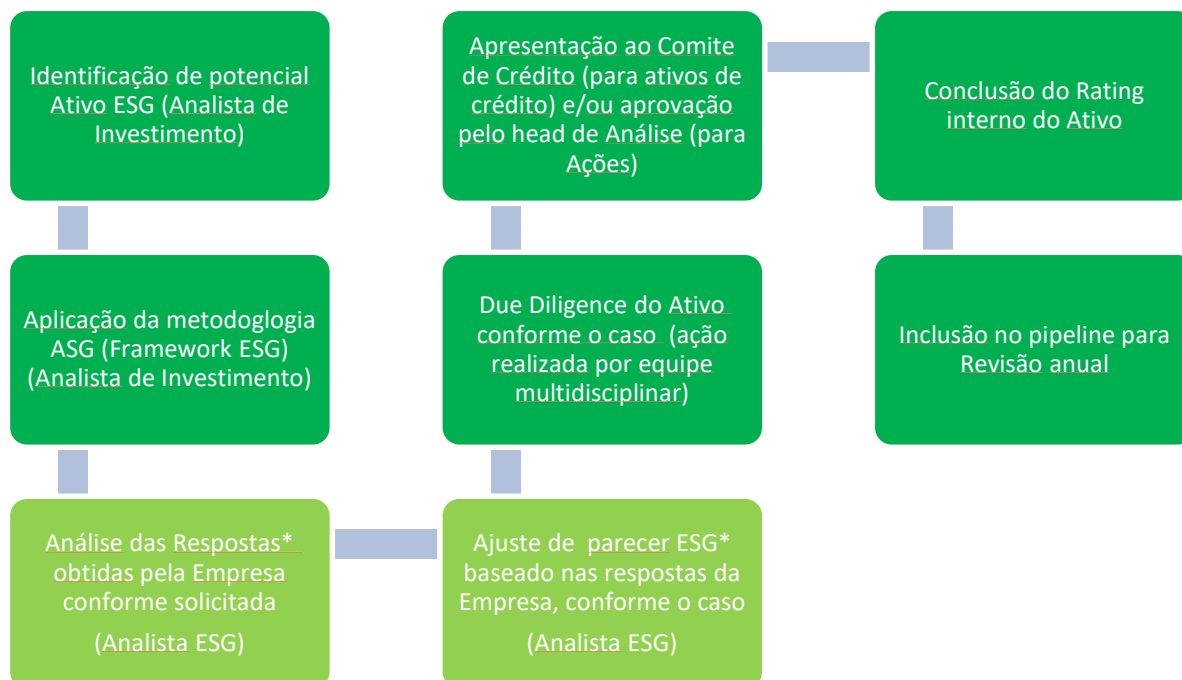 Identificação de potencial
Ativo ESG (Analista de
Investimento)
Aplicação da metodoglogia
ASG (Framework ESG)
(Analista de Investimento)
Análise das Respostas*
obtidas pela Empresa
conforme solicitada
(Analista ESG)
Ajuste de parecer ESG*
baseado nas respostas da
Empresa, conforme o caso
(Analista ESG)
Due Diligence do Ativo
conforme o caso (ação
realizada por equipe
multidisciplinar)
Apresentação ao Comite
de Crédito (para ativos de
crédito) e/ou aprovação
pelo head de Análise (para
Ações)
Conclusão do Rating
interno do Ativo
Inclusão no pipeline para
Revisão anual